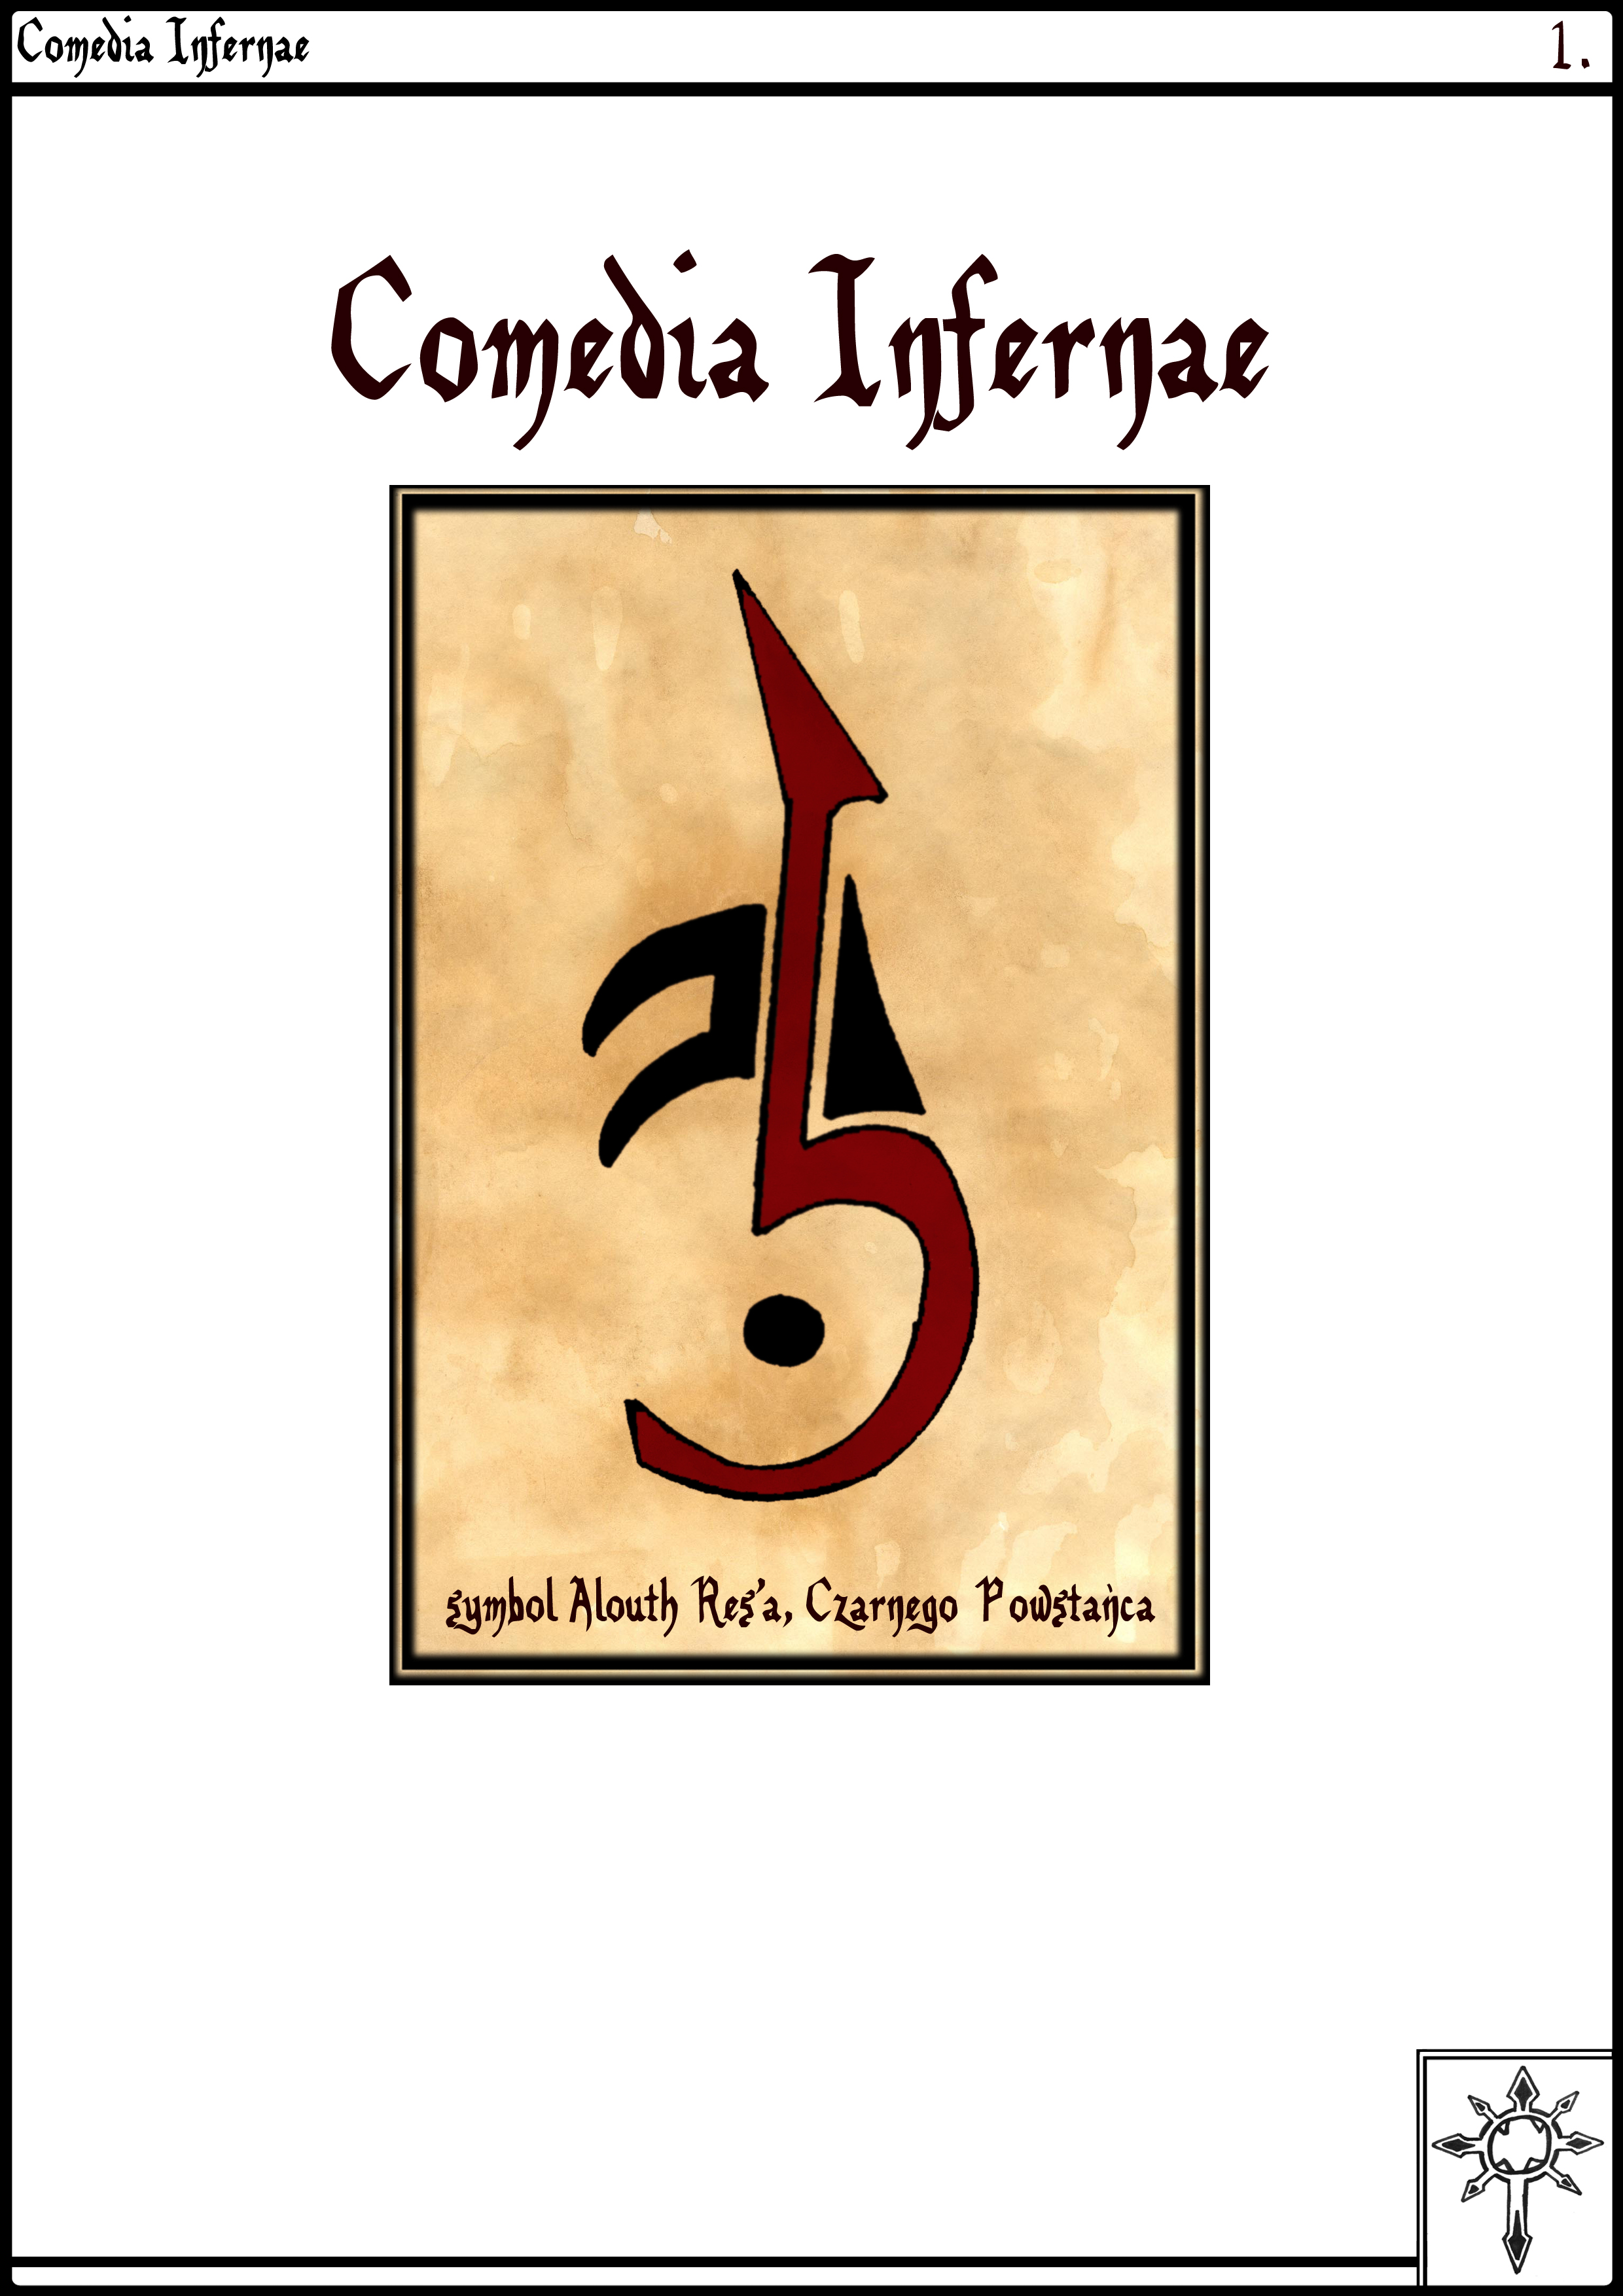 Comedia Infernae
1.
Comedia Infernae
symbol Alouth Res'a, Czarnego Powstańca